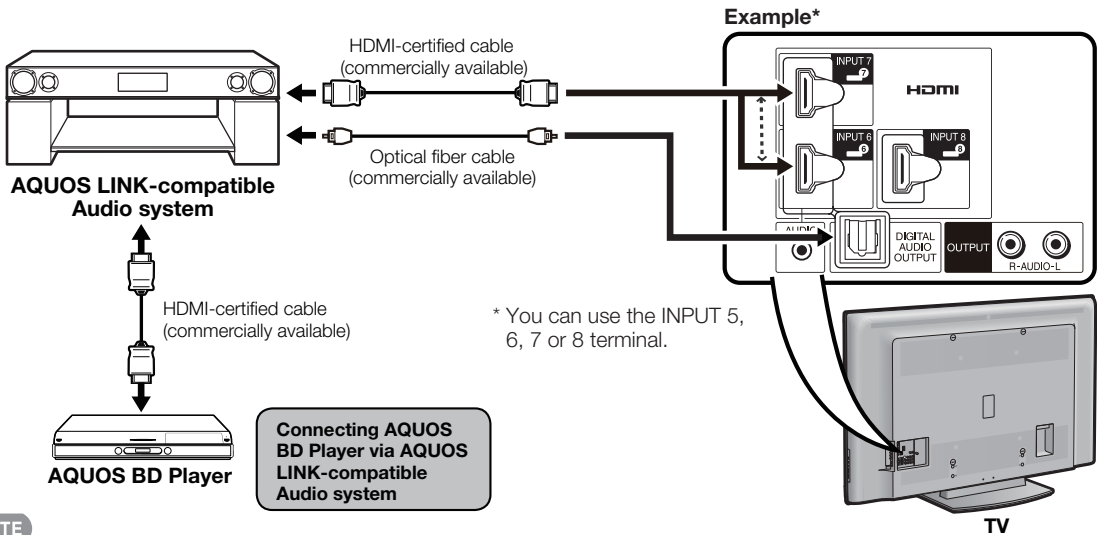 Example*
HDMI-certified cable
(commercially available)
INPUT 7
7
HDMI
Optical fiber cable
(commercially available)
INPUT 6
6
INPUT 8
8
AQUOS LINK-compatible
Audio system
AUDIO
DIGITAL
AUDIO
OUTPUT
OUTPUT
R-AUDIO-L
HDMI-certified cable
(commercially available)
* You can use the INPUT 5,
6, 7 or 8 terminal.
Connecting AQUOS
BD Player via AQUOS
LINK-compatible
Audio system
AQUOS BD Player
TV
TE